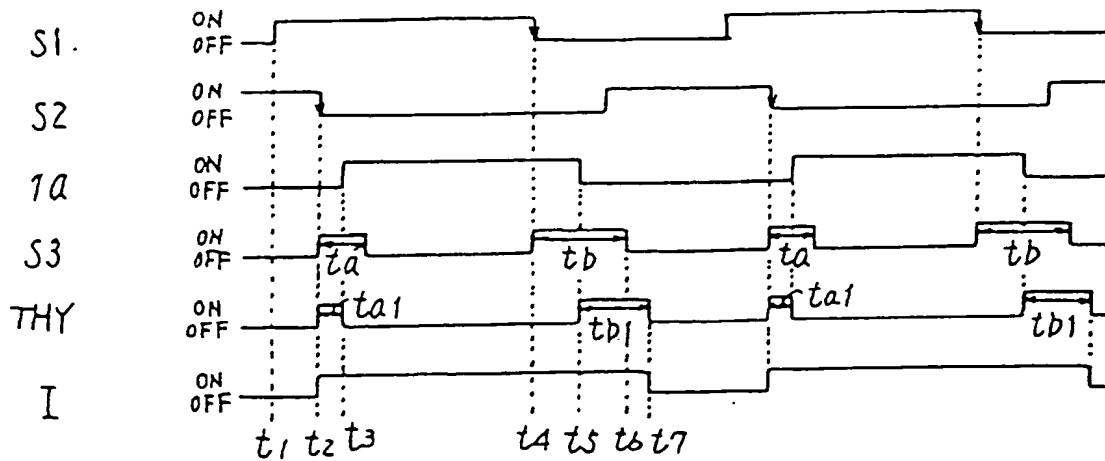 S1.
ON
OFF
S2
ON
OFF
1a
ON
OFF
S3
ON
OFF
ta
tb
ta
tb
THY
ON
OFF
ta1
tb1
ta1
tb1
I
ON
OFF
t1 t2 t3 t4 t5 t6 t7